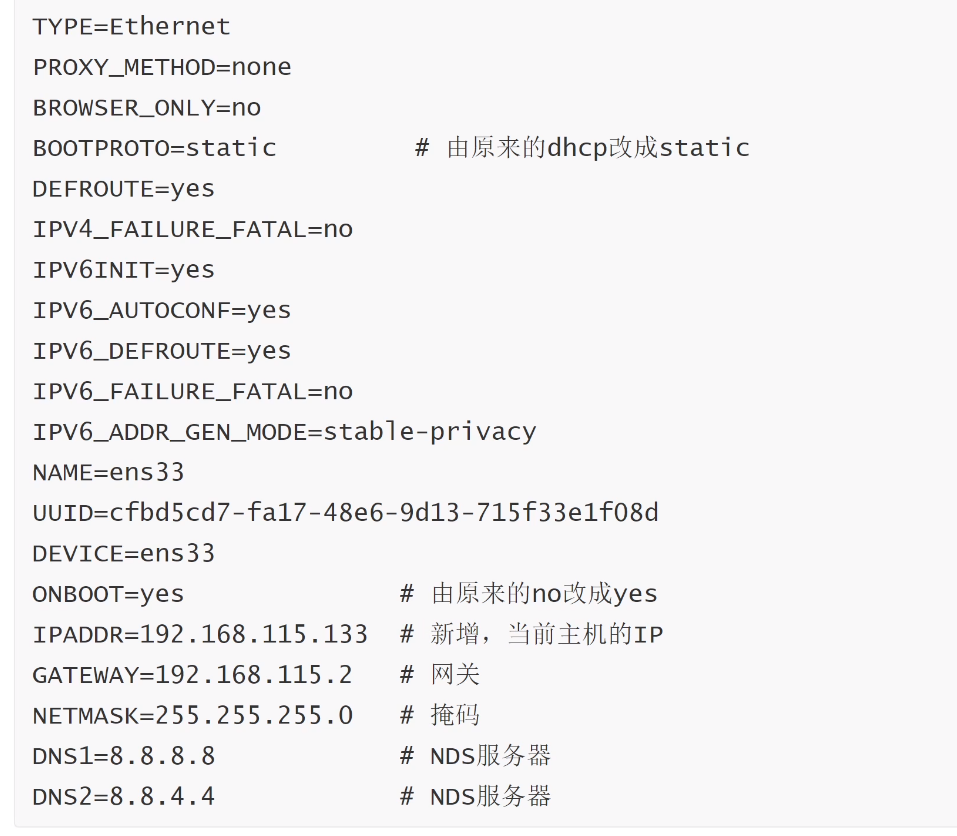 TYPE=Ethernet
PROXY_METHOD=none
BROWSER_ONLY=no
BOOTPROTO=static # 由原来的dhcp改成static
DEFROUTE=yes
IPV4_FAILURE_FATAL=no
IPV6INIT=yes
IPV6_AUTOCONF=yes
IPV6_DEFROUTE=yes
IPV6_FAILURE_FATAL=no
IPV6_ADDR_GEN_MODE=stable-privacy
NAME=ens33
UUID=cfbd5cd7-fa17-48e6-9d13-715f33e1f08d
DEVICE=ens33
ONBOOT=yes # 由原来的no改成yes
IPADDR=192.168.115.133 # 新增，当前主机的IP
GATEWAY=192.168.115.2 # 网关
NETMASK=255.255.255.0 # 掩码
DNS1=8.8.8.8 # NDS服务器
DNS2=8.8.4.4 # NDS服务器